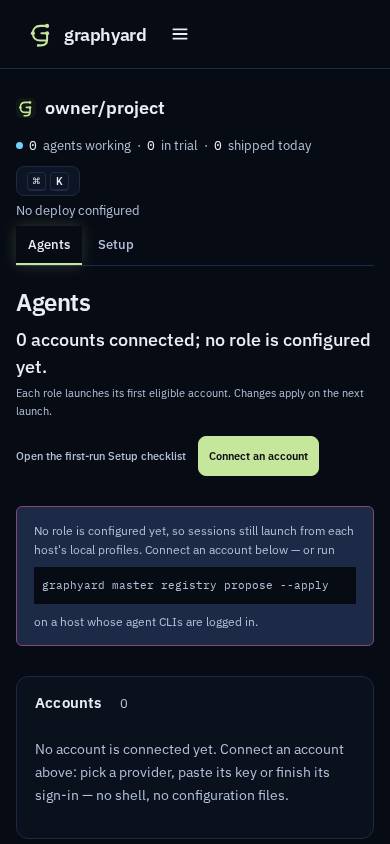 graphyard
owner/project
0 agents working · 0 in trial · 0 shipped today
⌘ K
No deploy configured
Agents Setup
Agents
0 accounts connected; no role is configured
yet.
Each role launches its first eligible account. Changes apply on the next
launch.
Open the first-run Setup checklist Connect an account
No role is configured yet, so sessions still launch from each
host's local profiles. Connect an account below — or run
graphyard master registry propose --apply
on a host whose agent CLIs are logged in.
Accounts 0
No account is connected yet. Connect an account
above: pick a provider, paste its key or finish its
sign-in — no shell, no configuration files.